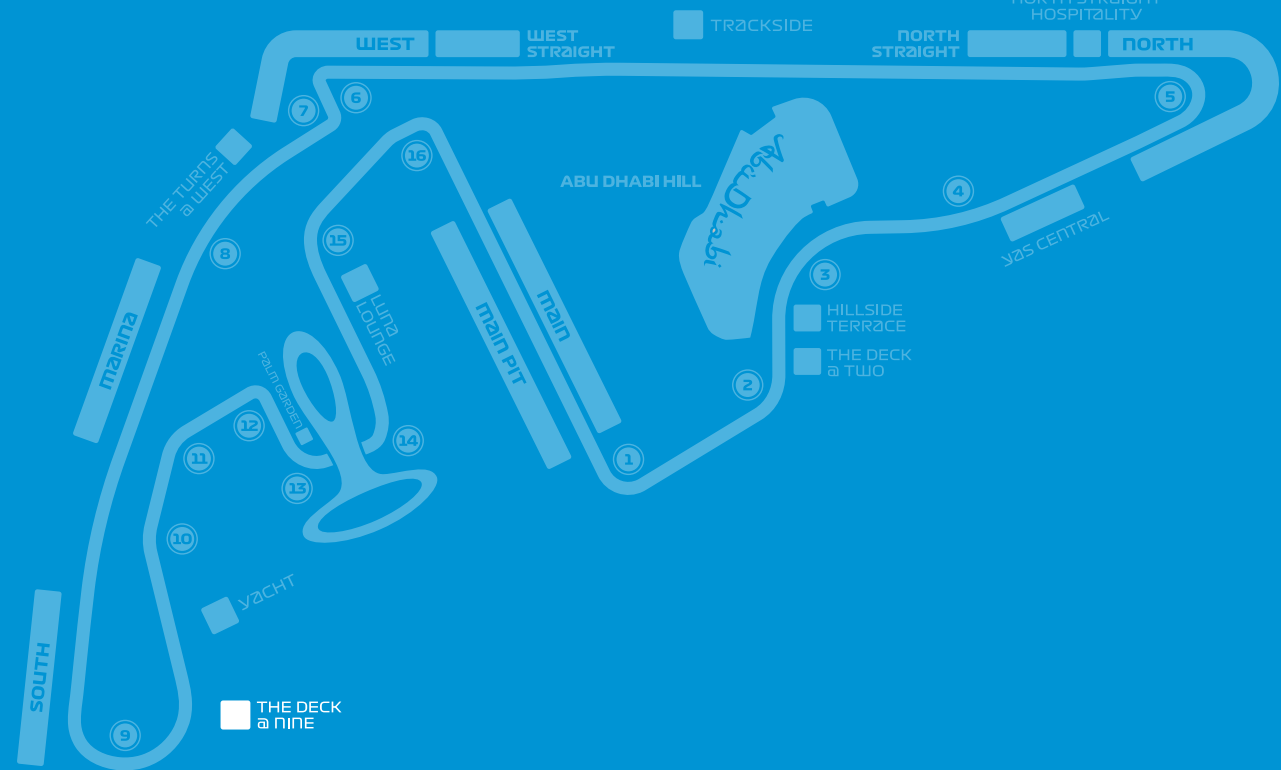 NORTH STRAIGHT
HOSPITALITY
TRACKSIDE
WEST
WEST
STRAIGHT
NORTH
STRAIGHT
NORTH
7
6
5
16
THE TURNS
@ WEST
ABU DHABI HILL
Abu Dhabi
4
YAS CENTRAL
15
8
3
LUNA
LOUNGE
MAIN PIT
MAIN
HILLSIDE
TERRACE
THE DECK
@ TWO
MARINA
PALM GARDEN
2
12
14
11
13
1
10
YACHT
SOUTH
THE DECK
@ NINE
9